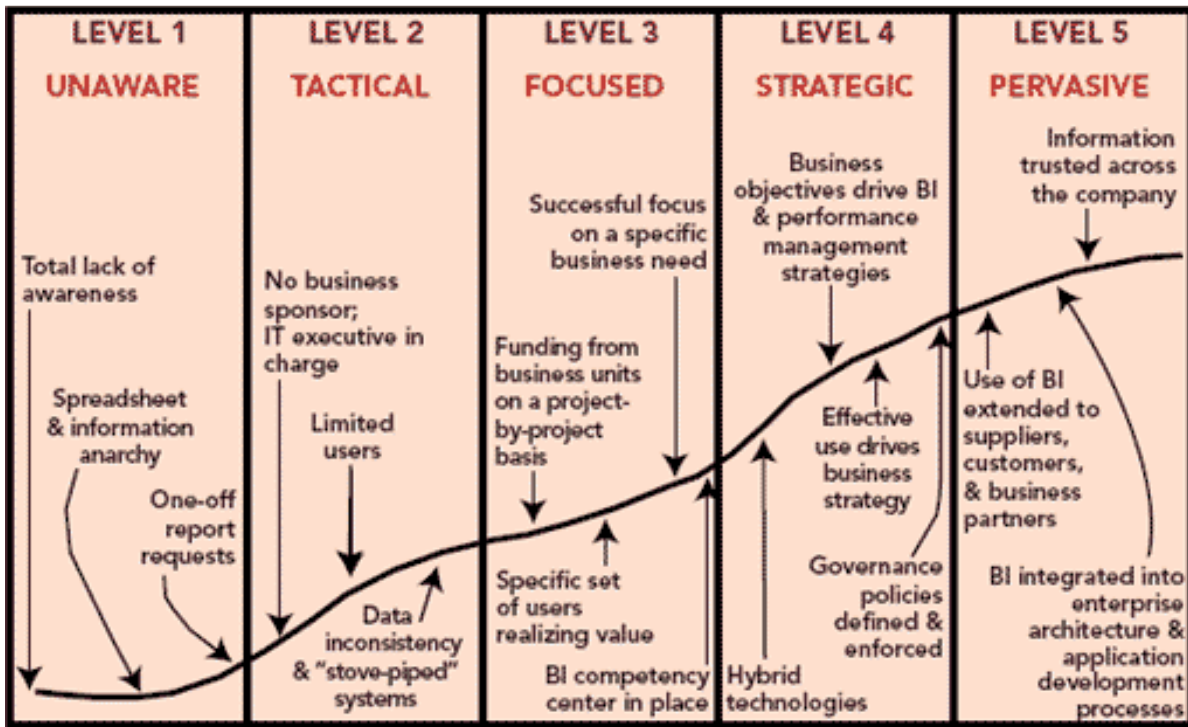 LEVEL 1
UNAWARE
Total lack of
awareness
Spreadsheet
& information
anarchy
One-off
report
requests
LEVEL 2
TACTICAL
No business
sponsor;
IT executive in
charge
Limited
users
Data
inconsistency
& "stove-piped"
systems
LEVEL 3
FOCUSED
Successful focus
on a specific
business need
Funding from
business units
on a project-
by-project
basis
Specific set
of users
realizing value
BI competency
center in place
LEVEL 4
STRATEGIC
Business
objectives drive BI
& performance
management
strategies
Effective
use drives
business
strategy
Governance
policies
defined &
enforced
Hybrid
technologies
LEVEL 5
PERVASIVE
Information
trusted across
the company
Use of BI
extended to
suppliers,
customers,
& business
partners
BI integrated into
enterprise
architecture &
application
development
processes